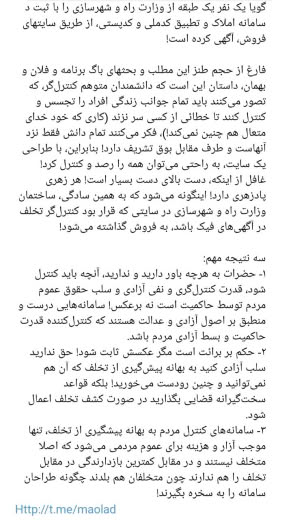 گویا یک نفر یک طبقه از وزارت راه و شهرسازی را با ثبت د
سامانه املاک و تطبیق کدملی و کدپستی، از طریق سایتهای
فروش، آگهی کرده است!
فارغ از حجم طنز این مطلب و بحثهای باگ برنامه و فلان و
بهمان، داستان این است که دانشمندان متوهم کنترل‌گر، که
تصور می‌کنند باید تمام جوانب زندگی افراد را تجسس و
کنترل کنند تا خطائی از کسی سر نزند (کاری که خود خدای
متعال هم چنین نمی‌کند!)، فکر می‌کنند تمام دانش فقط نزد
آنهاست و طرف مقابل بوق تشریف دارد! بنابراین، با طراحی
یک سایت، به راحتی می‌توان همه را رصد و کنترل کرد!
غافل از اینکه، دست بالای دست بسیار است! هر زهری
پادزهری دارد! اینگونه می‌شود که به همین سادگی، ساختمان
وزارت راه و شهرسازی در سایتی که قرار بود کنترل‌گر تخلف
در آگهی‌های فیک باشد، به فروش گذاشته می‌شود!
سه نتیجه مهم:
۱- حضرات به هرچه باور دارید و ندارید، آنچه باید کنترل
شود، قدرت کنترل‌گری و نفی آزادی و سلب حقوق عموم
مردم توسط حاکمیت است نه برعکس! سامانه‌هایی درست و
منطبق بر اصول آزادی و عدالت هستند که کنترل‌کننده قدرت
حاکمیت و بسط آزادی مردم باشد.
۲- حکم بر برائت است مگر عکسش ثابت شود! حق ندارید
سلب آزادی کنید به بهانه پیش‌گیری از تخلف که آن هم
نمی‌توانید و چنین رودست می‌خورید! بلکه قواعد
سخت‌گیرانه قضایی بگذارید در صورت کشف تخلف اعمال
شود.
۳- سامانه‌های کنترل مردم به بهانه پیشگیری از تخلف، تنها
موجب آزار و هزینه برای عموم مردمی می‌شود که اصلا
متخلف نیستند و در مقابل کمترین بازدارندگی در مقابل
تخلف را هم ندارند چون متخلفان هم بلدند چگونه طراحان
سامانه را به سخره بگیرند!
Http://t.me/maolad